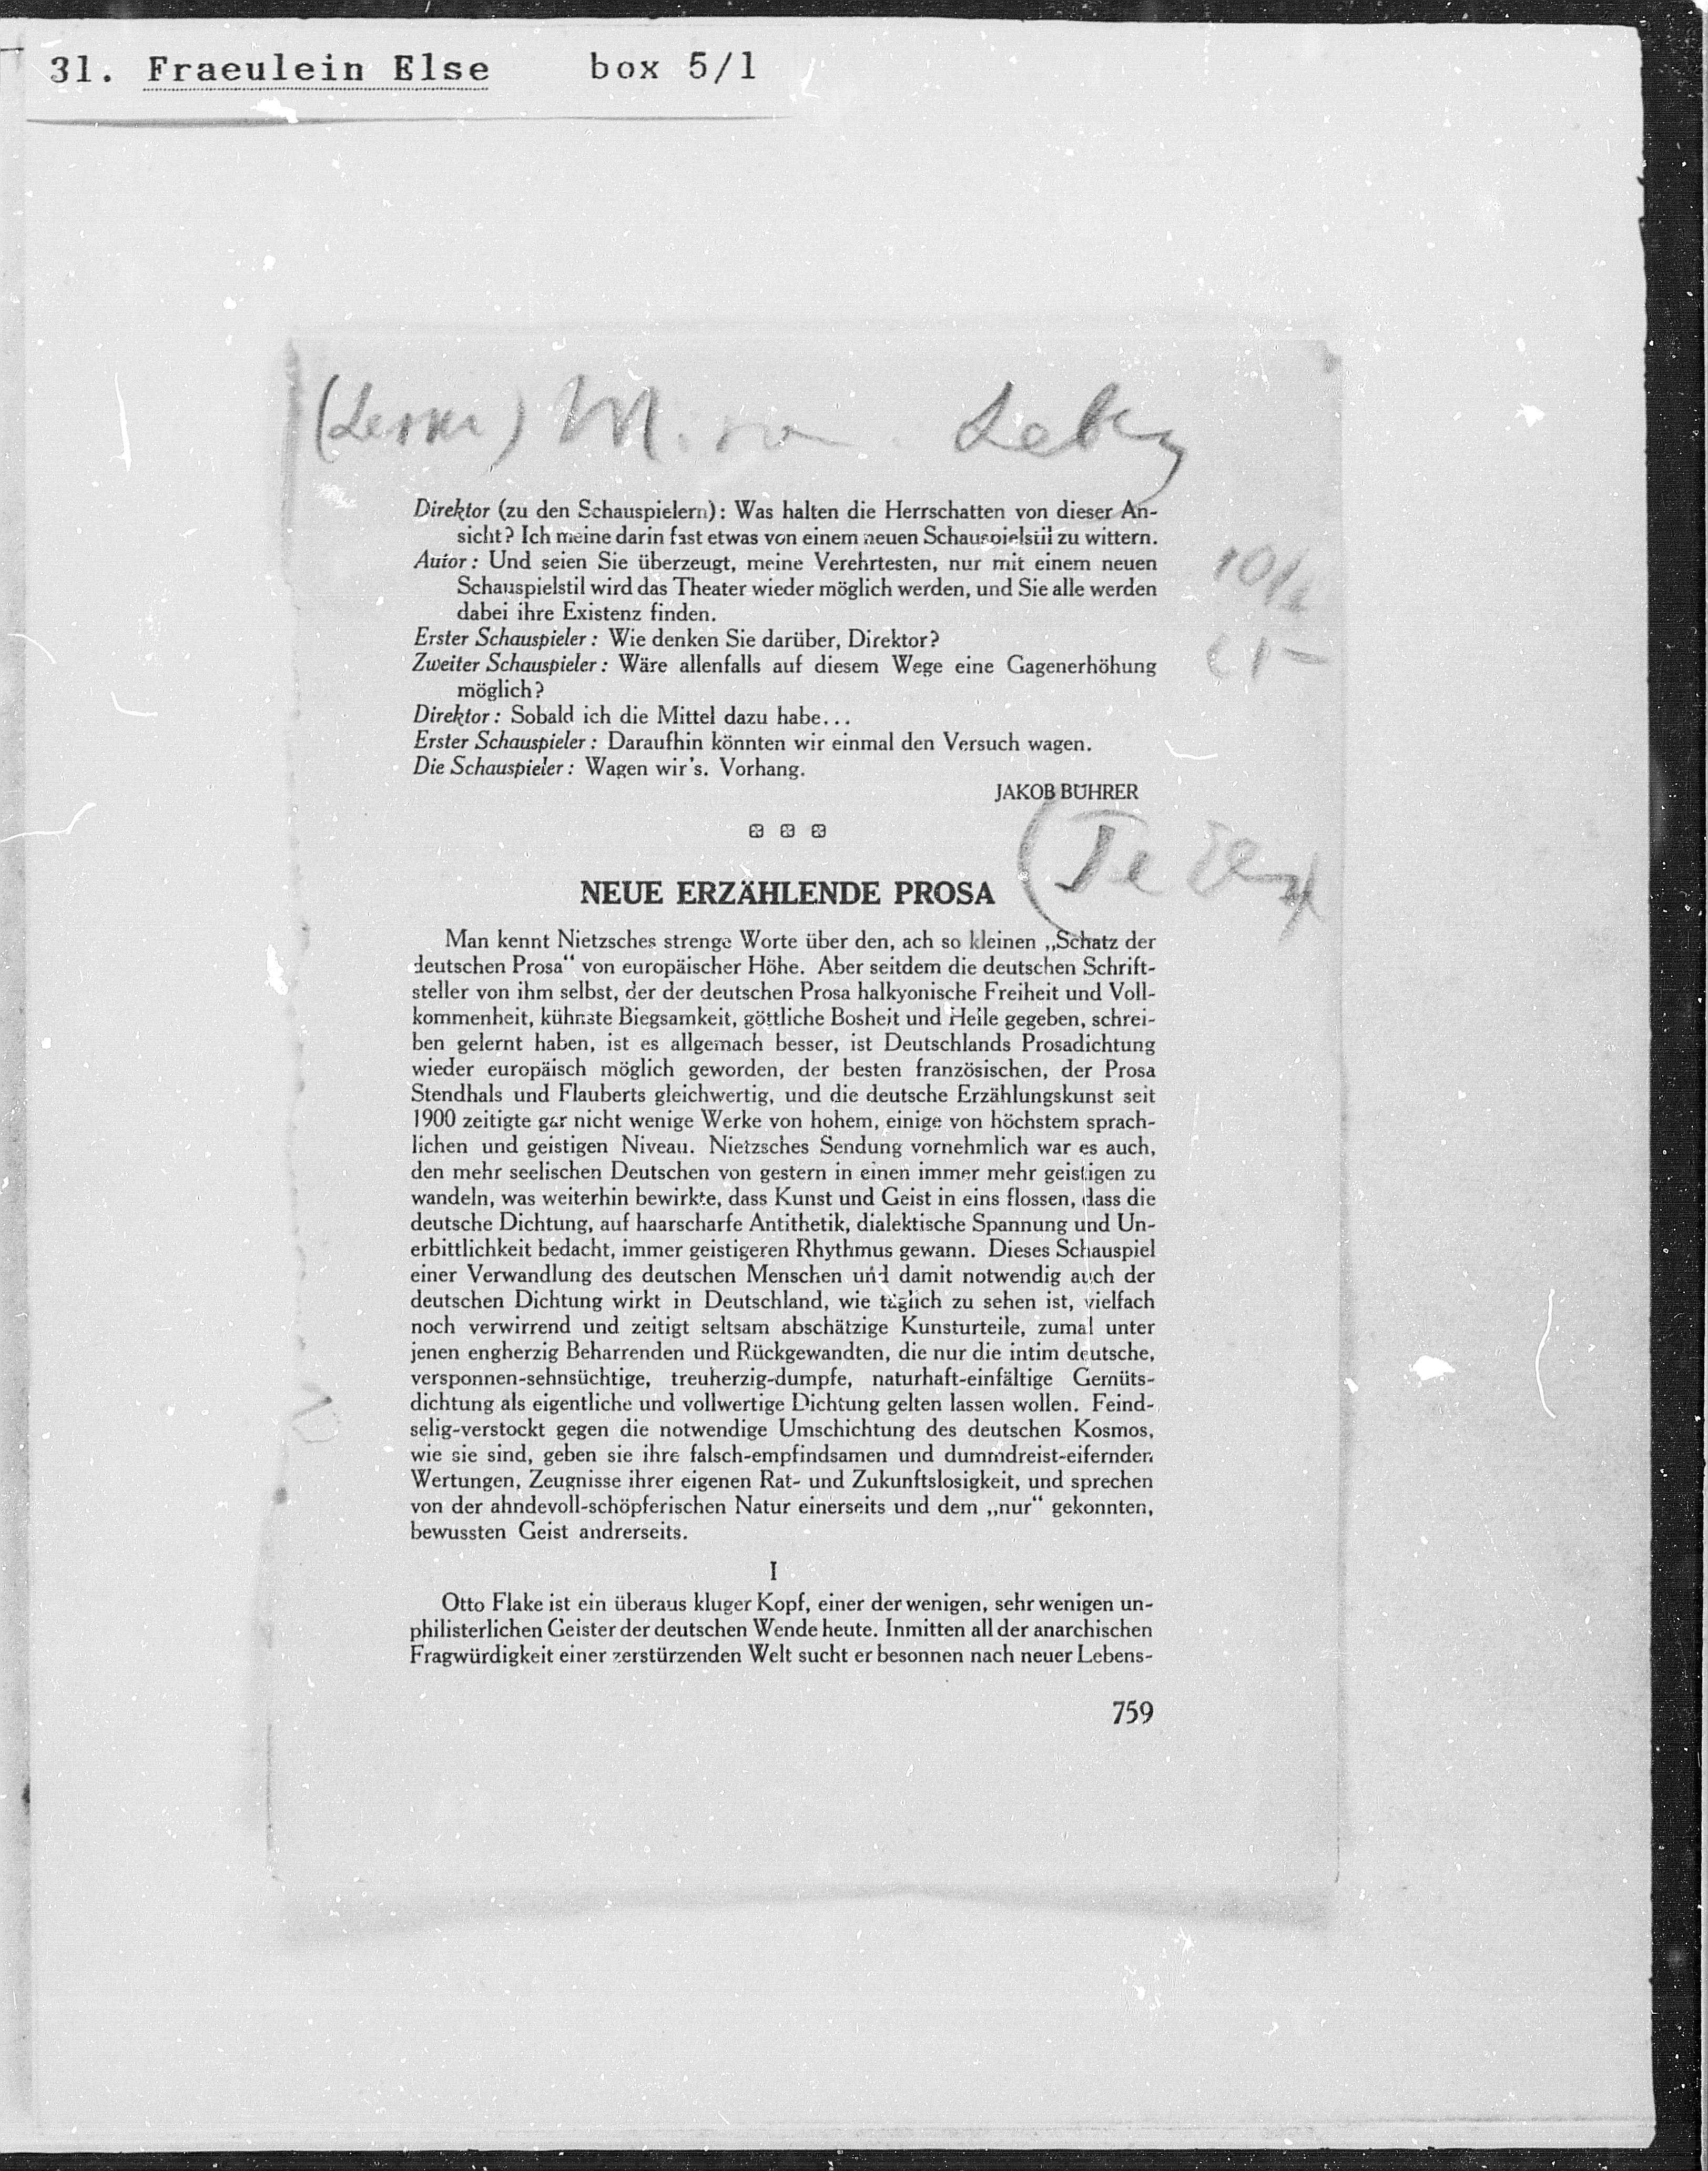 31. Fraeulein Else box 5/1
Direktor (zu den Schauspielern): Was halten die Herrschatten von dieser An-
sicht? Ich meine darin fast etwas von einem neuen Schauspielstil zu wittern.
Autor: Und seien Sie überzeugt, meine Verehrtesten, nur mit einem neuen
Schauspielstil wird das Theater wieder möglich werden, und Sie alle werden
dabei ihre Existenz finden.
Erster Schauspieler: Wie denken Sie darüber, Direktor?
Zweiter Schauspieler: Wäre allenfalls auf diesem Wege eine Gagenerhöhung
möglich?
Direktor: Sobald ich die Mittel dazu habe...
Erster Schauspieler: Daraufhin könnten wir einmal den Versuch wagen.
Die Schauspieler: Wagen wir's. Vorhang.
JAKOB BÜHRER
NEUE ERZÄHLENDE PROSA
Man kennt Nietzsches strenge Worte über den, ach so kleinen „Schatz der
deutschen Prosa“ von europäischer Höhe. Aber seitdem die deutschen Schrift-
steller von ihm selbst, der der deutschen Prosa halkyonische Freiheit und Voll-
kommenheit, kühnste Biegsamkeit, göttliche Bosheit und Helle gegeben, schrei-
ben gelernt haben, ist es allgemach besser, ist Deutschlands Prosadichtung
wieder europäisch möglich geworden, der besten französischen, der Prosa
Stendhals und Flauberts gleichwertig, und die deutsche Erzählungskunst seit
1900 zeitigte gar nicht wenige Werke von hohem, einige von höchstem sprach-
lichen und geistigen Niveau. Nietzsches Sendung vornehmlich war es auch,
den mehr seelischen Deutschen von gestern in einen immer mehr geistigen zu
wandeln, was weiterhin bewirkte, dass Kunst und Geist in eins flossen, dass die
deutsche Dichtung, auf haarscharfe Antithetik, dialektische Spannung und Un-
erbittlichkeit bedacht, immer geistigeren Rhythmus gewann. Dieses Schauspiel
einer Verwandlung des deutschen Menschen und damit notwendig auch der
deutschen Dichtung wirkt in Deutschland, wie täglich zu sehen ist, vielfach
noch verwirrend und zeitigt seltsam abschätzige Kunsturteile, zumal unter
jenen engherzig Beharrenden und Rückgewandten, die nur die intim deutsche,
versponnen-sehnsüchtige, treuherzig-dumpfe, naturhaft-einfältige Gemüts-
dichtung als eigentliche und vollwertige Dichtung gelten lassen wollen. Feind-
selig-verstockt gegen die notwendige Umschichtung des deutschen Kosmos,
wie sie sind, geben sie ihre falsch-empfindsamen und dummdreist-eifernden
Wertungen, Zeugnisse ihrer eigenen Rat- und Zukunftslosigkeit, und sprechen
von der ahndevoll-schöpferischen Natur einerseits und dem „nur“ gekonnten,
bewussten Geist andrerseits.
I
Otto Flake ist ein überaus kluger Kopf, einer der wenigen, sehr wenigen un-
philisterlichen Geister der deutschen Wende heute. Inmitten all der anarchischen
Fragwürdigkeit einer zerstürzenden Welt sucht er besonnen nach neuer Lebens-
759